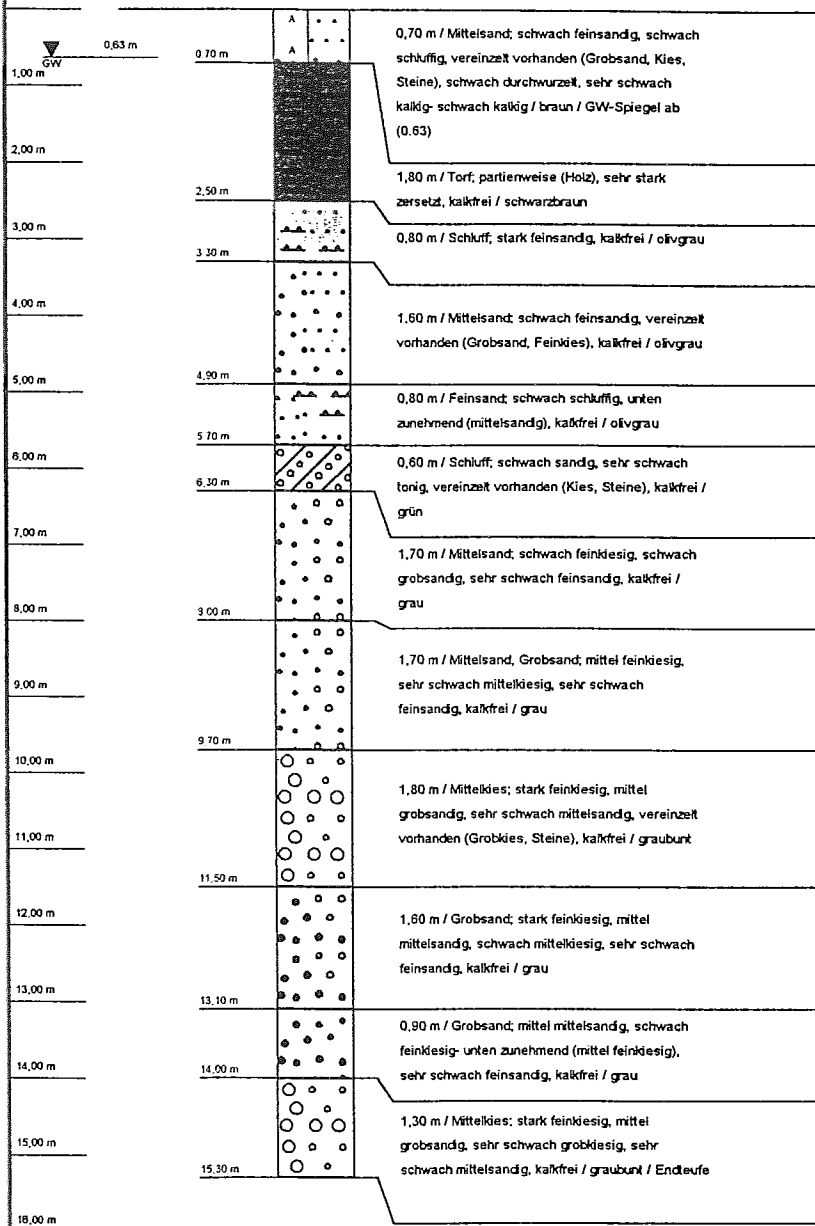 0,63 m
GW
A
A
0.70 m
0,70 m / Mittelsand; schwach feinsandig, schwach
schluffig, vereinzelt vorhanden (Grobsand, Kies,
Steine), schwach durchwurzelt, sehr schwach
kalkig- schwach kalkig / braun / GW-Spiegel ab
(0.63)
1,00 m
2,00 m
1,80 m / Torf; partienweise (Holz), sehr stark
zersetzt, kalkfrei / schwarzbraun
2,50 m
3,00 m
0,80 m / Schluff; stark feinsandig, kalkfrei / olivgrau
3.30 m
4,00 m
1,60 m / Mittelsand; schwach feinsandig, vereinzelt
vorhanden (Grobsand, Feinkies), kalkfrei / olivgrau
4,90 m
5,00 m
0,80 m / Feinsand; schwach schluffig, unten
zunehmend (mittelsandig), kalkfrei / olivgrau
5.70 m
6,00 m
0,60 m / Schluff; schwach sandig, sehr schwach
tonig, vereinzelt vorhanden (Kies, Steine), kalkfrei /
grün
6,30 m
7,00 m
1,70 m / Mittelsand; schwach feinkiesig, schwach
grobsandig, sehr schwach feinsandig, kalkfrei /
grau
8,00 m
8.00 m
1,70 m / Mittelsand, Grobsand; mittel feinkiesig,
sehr schwach mittelkiesig, sehr schwach
feinsandig, kalkfrei / grau
9,00 m
9.70 m
10,00 m
1,80 m / Mittelkies; stark feinkiesig, mittel
grobsandig, sehr schwach mittelsandig, vereinzelt
vorhanden (Grobkies, Steine), kalkfrei / graubunt
11,00 m
11,50 m
12,00 m
1,60 m / Grobsand; stark feinkiesig, mittel
mittelsandig, schwach mittelkiesig, sehr schwach
feinsandig, kalkfrei / grau
13,00 m
13,10 m
0,90 m / Grobsand; mittel mittelsandig, schwach
feinkiesig- unten zunehmend (mittel feinkiesig),
sehr schwach feinsandig, kalkfrei / grau
14,00 m
14,00 m
1,30 m / Mittelkies; stark feinkiesig, mittel
grobsandig, sehr schwach grobkiesig, sehr
schwach mittelsandig, kalkfrei / graubunt / Endteufe
15,00 m
15,30 m
16,00 m